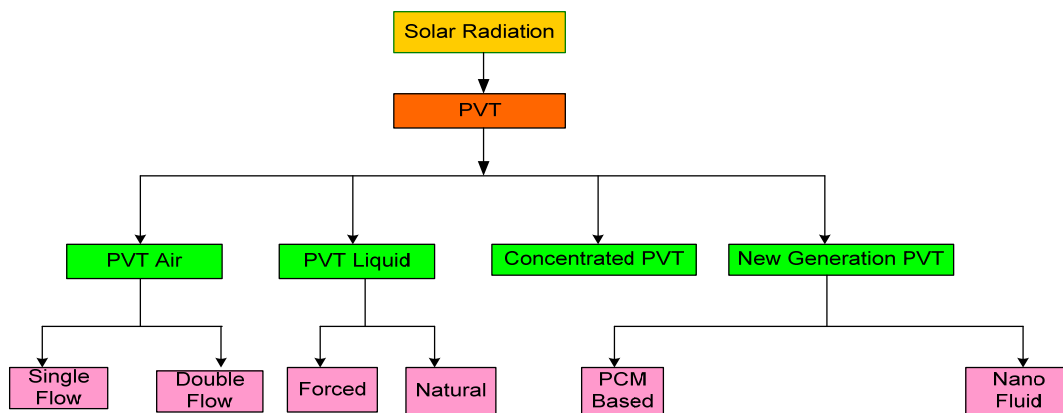 Solar Radiation
PVT
PVT Air
PVT Liquid
Concentrated PVT
New Generation PVT
Single
Flow
Double
Flow
Forced
Natural
PCM
Based
Nano
Fluid